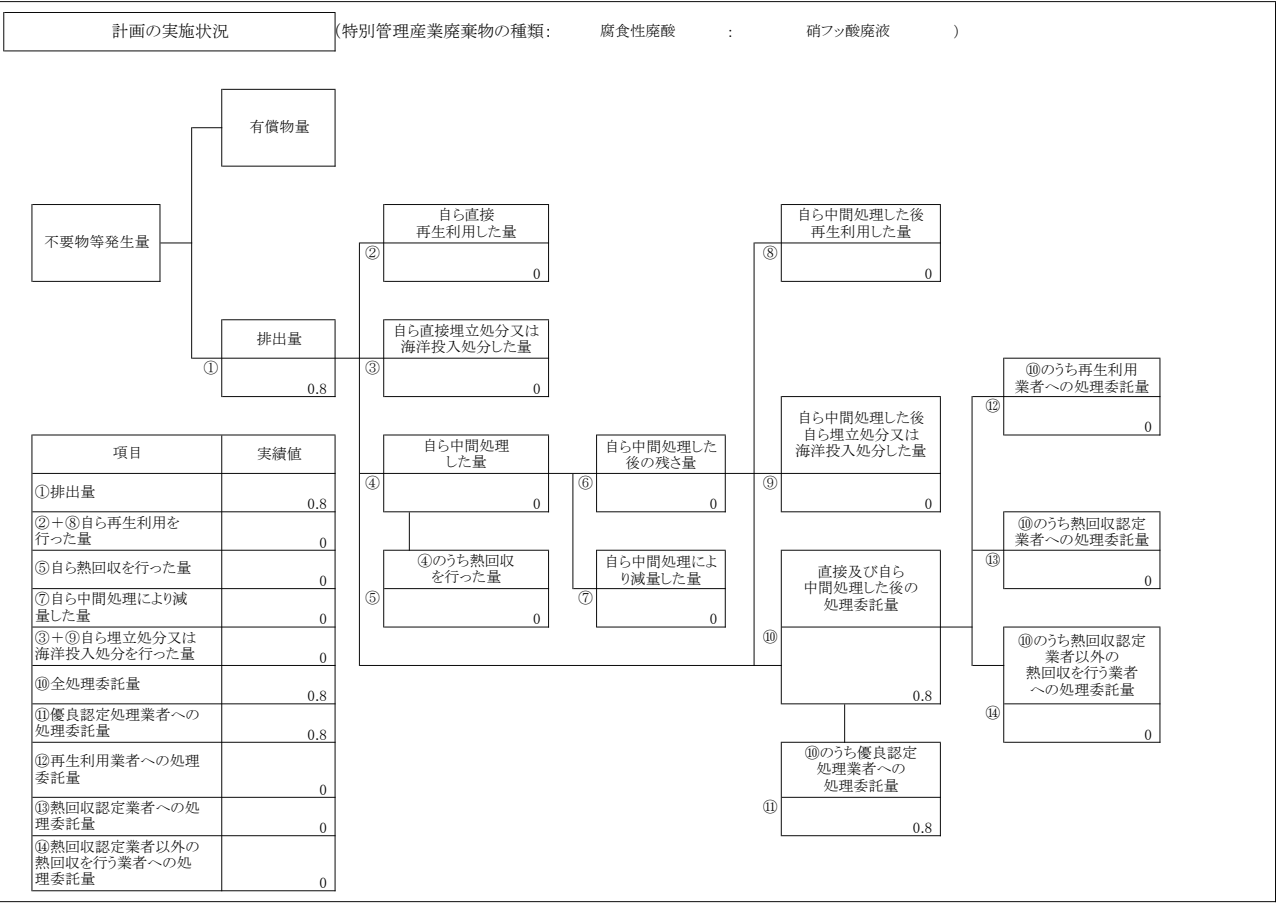 計画の実施状況 (特別管理産業廃棄物の種類: 腐食性廃酸 : 硝フッ酸廃液 )
有償物量
不要物等発生量
自ら直接
再生利用した量
②
0
自ら中間処理した後
再生利用した量
⑧
0
排出量
①
0.8
自ら直接埋立処分又は
海洋投入処分した量
③
0
⑩のうち再生利用
業者への処理委託量
⑫
0
自ら中間処理した後
自ら埋立処分又は
海洋投入処分した量
⑨
0
自ら中間処理
した量
④
0
自ら中間処理した
後の残さ量
⑥
0
④のうち熱回収
を行った量
⑤
0
自ら中間処理によ
り減量した量
⑦
0
直接及び自ら
中間処理した後の
処理委託量
⑩
0.8
⑩のうち熱回収認定
業者への処理委託量
⑬
0
⑩のうち熱回収認定
業者以外の
熱回収を行う業者
への処理委託量
⑭
0
⑩のうち優良認定
処理業者への
処理委託量
⑪
0.8
項目 実績値
①排出量 0.8
②+⑧自ら再生利用を
行った量 0
⑤自ら熱回収を行った量 0
⑦自ら中間処理により減
量した量 0
③+⑨自ら埋立処分又は
海洋投入処分を行った量 0
⑩全処理委託量 0.8
⑪優良認定処理業者への
処理委託量 0.8
⑫再生利用業者への処理
委託量 0
⑬熱回収認定業者への処
理委託量 0
⑭熱回収認定業者以外の
熱回収を行う業者への処
理委託量 0